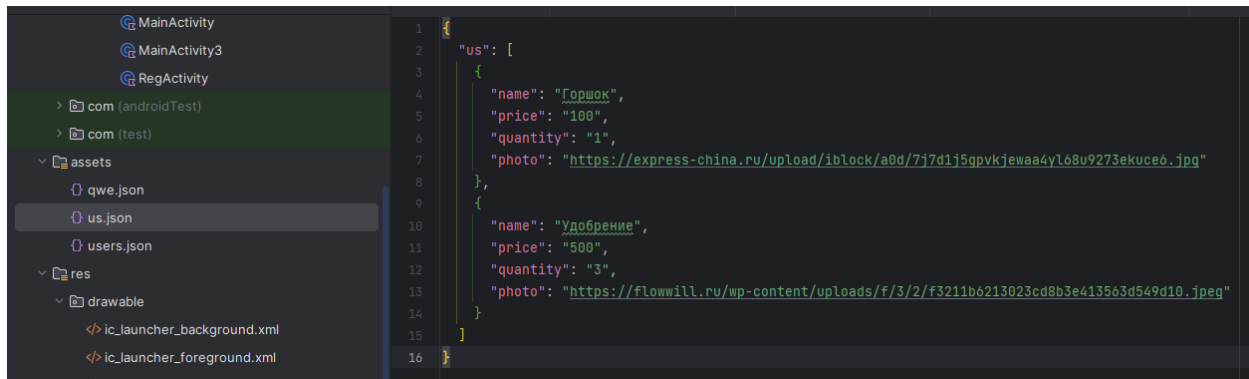 MainActivity
MainActivity3
RegActivity
com (androidTest)
com (test)
assets
qwe.json
us.json
users.json
res
drawable
ic_launcher_background.xml
ic_launcher_foreground.xml
1 {
2 "us": [
3 {
4 "name": "Горшок",
5 "price": "100",
6 "quantity": "1",
7 "photo": "https://express-china.ru/upload/iblock/a0d/7j7d1j5gpvkjewaa4yl68u9273ekuce6.jpg"
8 },
9 {
10 "name": "Удобрение",
11 "price": "500",
12 "quantity": "3",
13 "photo": "https://flowwill.ru/wp-content/uploads/f/3/2/f3211b6213023cd8b3e413563d549d10.jpeg"
14 }
15 ]
16 }